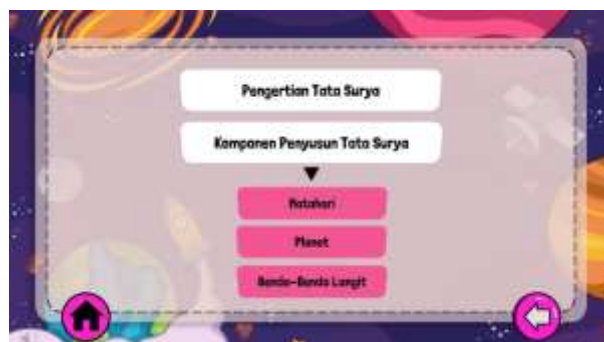 Pengertian Tata Surya
Komponen Penyusun Tata Surya
Matahari
Planet
Benda-Benda Langit